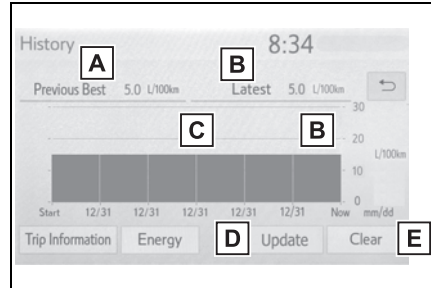 History 8:34
A B
Previous Best 5.0 L/100km Latest 5.0 L/100km
30
C B 20
L/100km
10
0
Start 12/31 12/31 12/31 12/31 12/31 Now mm/dd
Trip Information Energy D Update Clear E